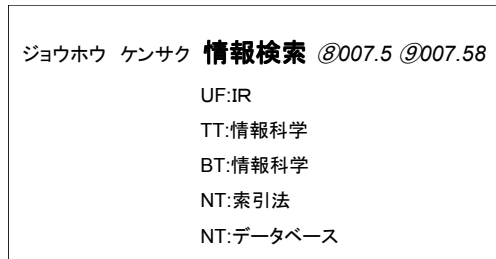 ジョウホウ ケンサク 情報検索 ⑧007.5 ⑨007.58
UF:IR
TT:情報科学
BT:情報科学
NT:索引法
NT:データベース